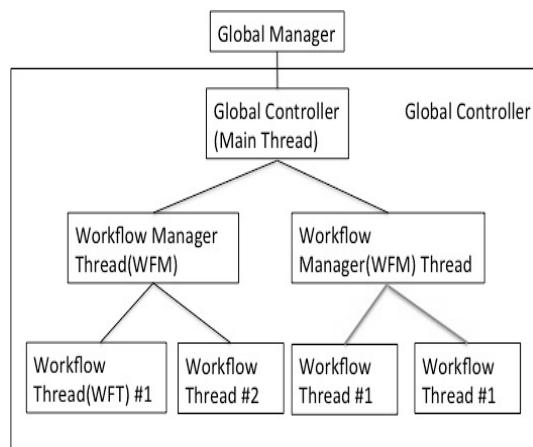 Global Manager
Global Controller
(Main Thread)
Global Controller
Workflow Manager
Thread(WFM)
Workflow
Manager(WFM) Thread
Workflow
Thread(WFT) #1
Workflow
Thread #2
Workflow
Thread #1
Workflow
Thread #1